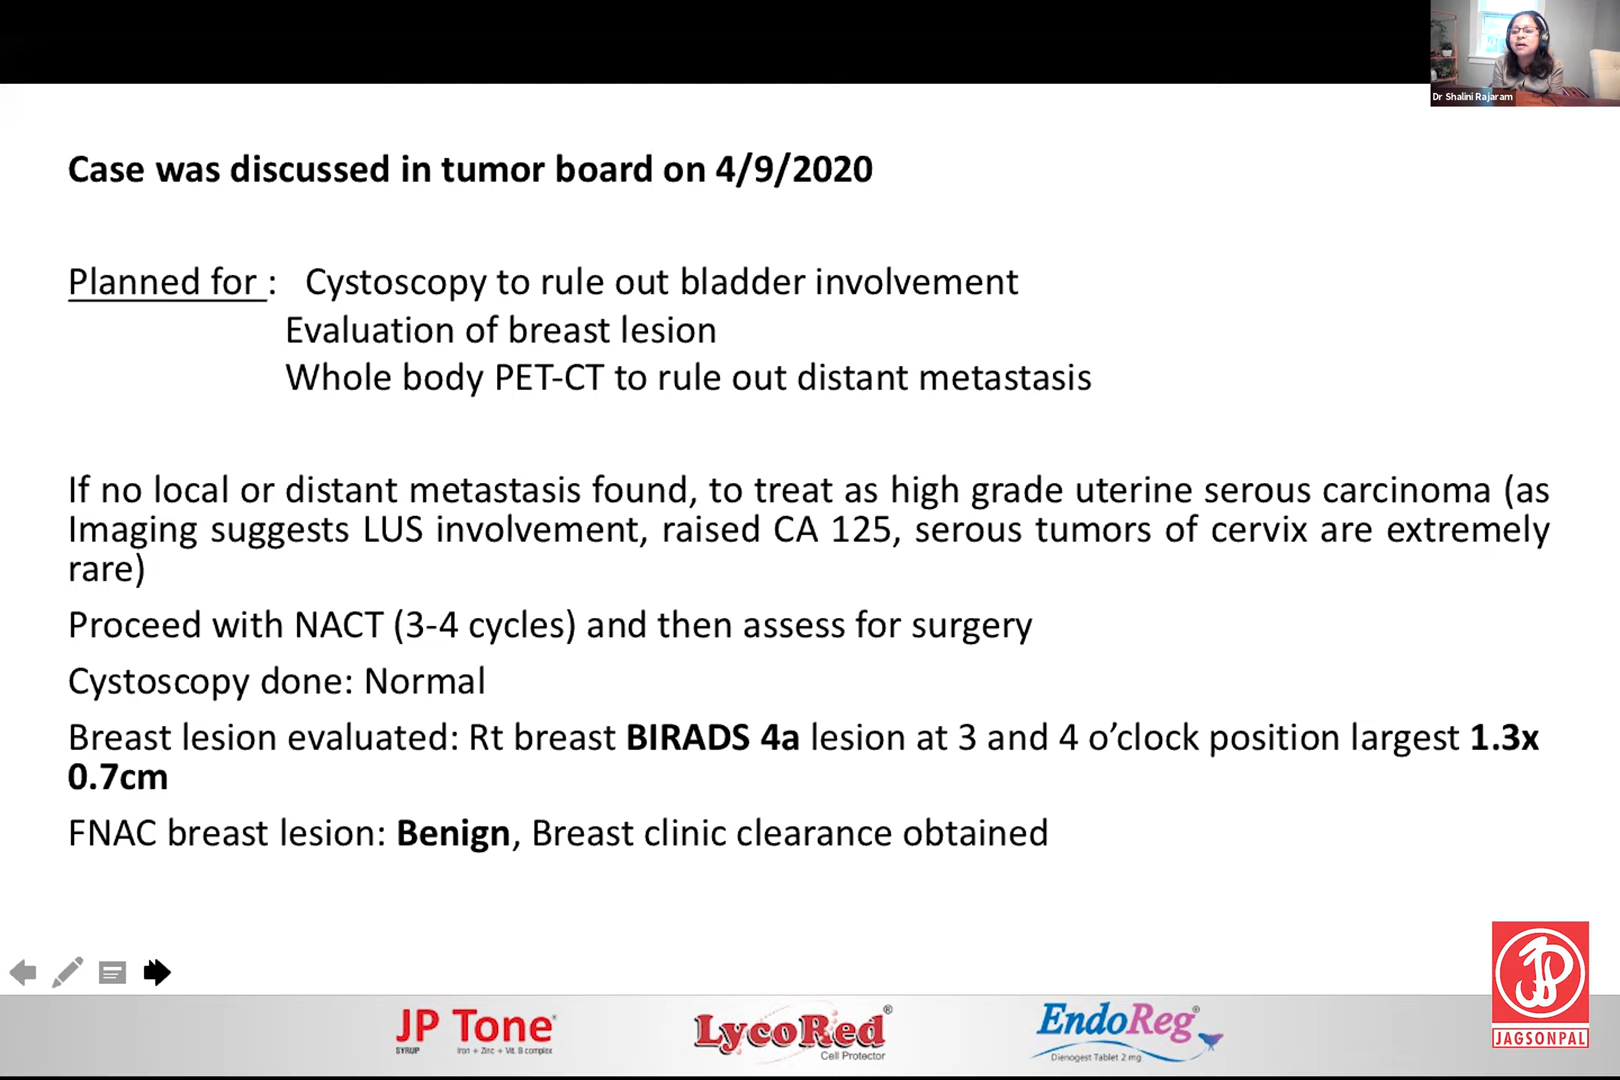 Dr Shalini Rajaram
Case was discussed in tumor board on 4/9/2020
Planned for : Cystoscopy to rule out bladder involvement
Evaluation of breast lesion
Whole body PET-CT to rule out distant metastasis
If no local or distant metastasis found, to treat as high grade uterine serous carcinoma (as
Imaging suggests LUS involvement, raised CA 125, serous tumors of cervix are extremely
rare)
Proceed with NACT (3-4 cycles) and then assess for surgery
Cystoscopy done: Normal
Breast lesion evaluated: Rt breast BIRADS 4a lesion at 3 and 4 o’clock position largest 1.3x
0.7cm
FNAC breast lesion: Benign, Breast clinic clearance obtained
JP Tone
SYRUP Iron + Zinc + Vit. B complex
LycoRed®
Cell Protector
EndoReg®
Dienogest Tablet 2 mg
JAGSONPAL